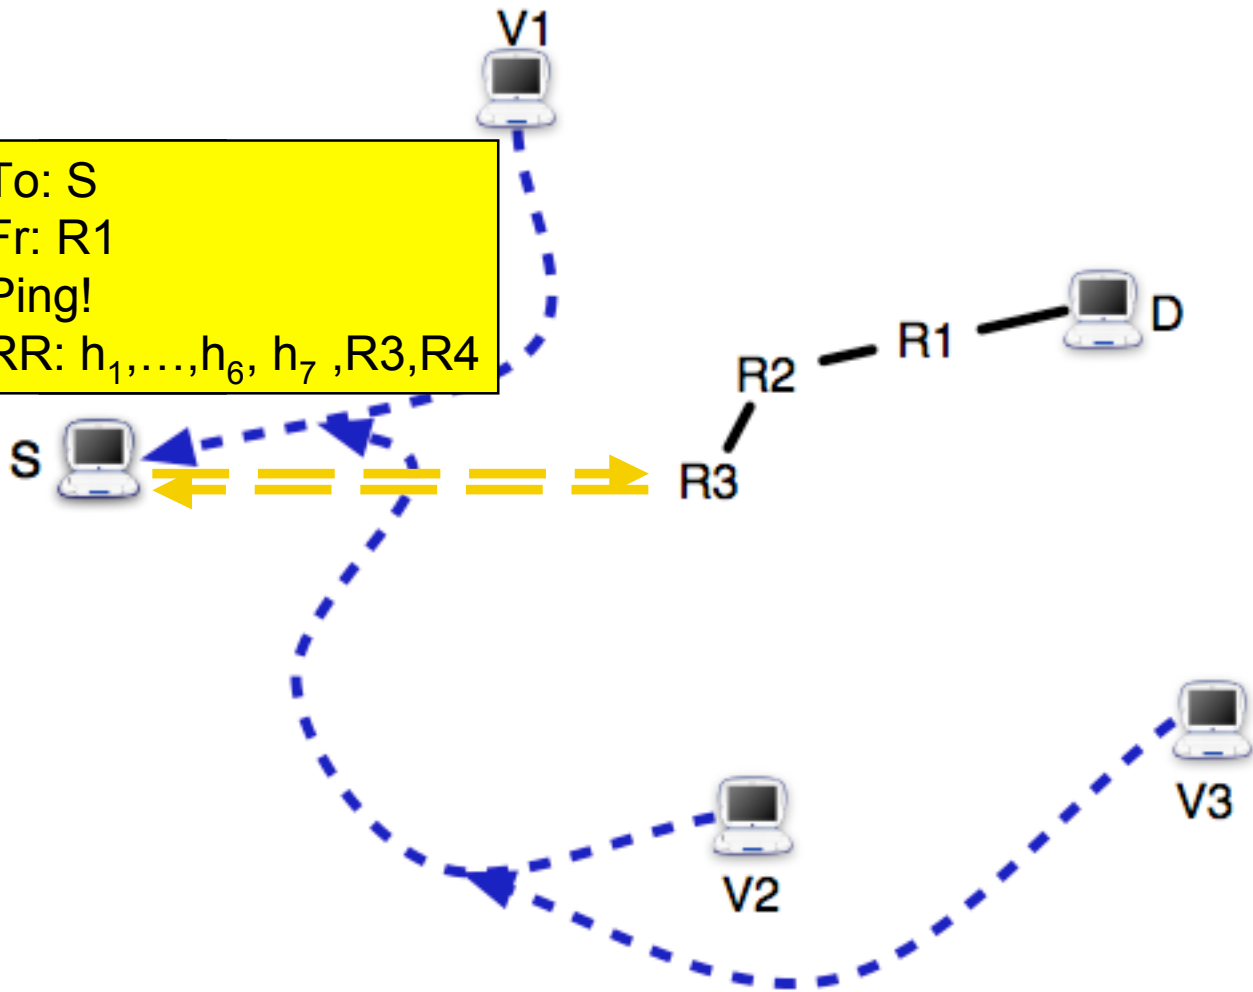 V1
To: S
Fr: R1
Ping!
RR: h₁,…,h₆, h₇ ,R3,R4
D
R1
R2
S
R3
V3
V2